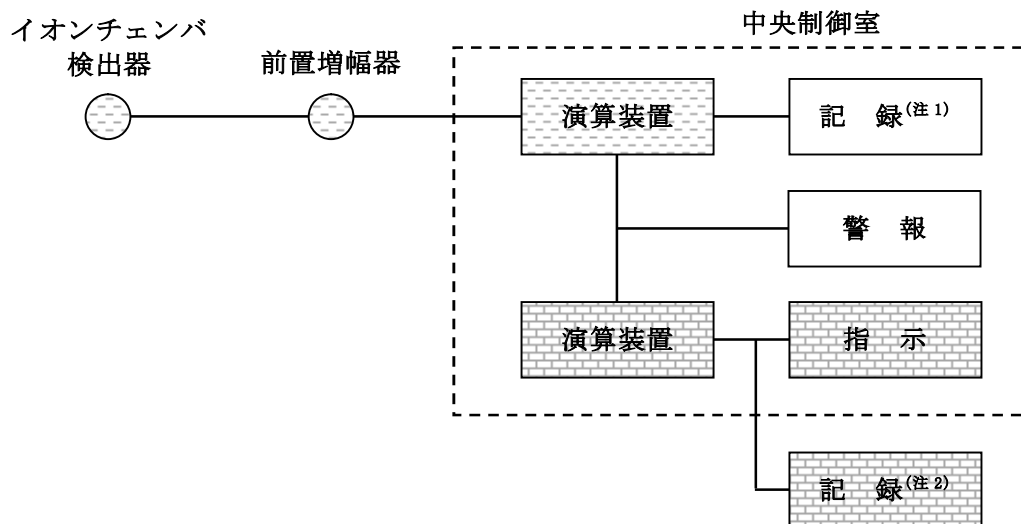 中央制御室
イオンチェンバ
検出器
前置増幅器
演算装置
記 録(注1)
警 報
演算装置
指 示
記 録(注2)